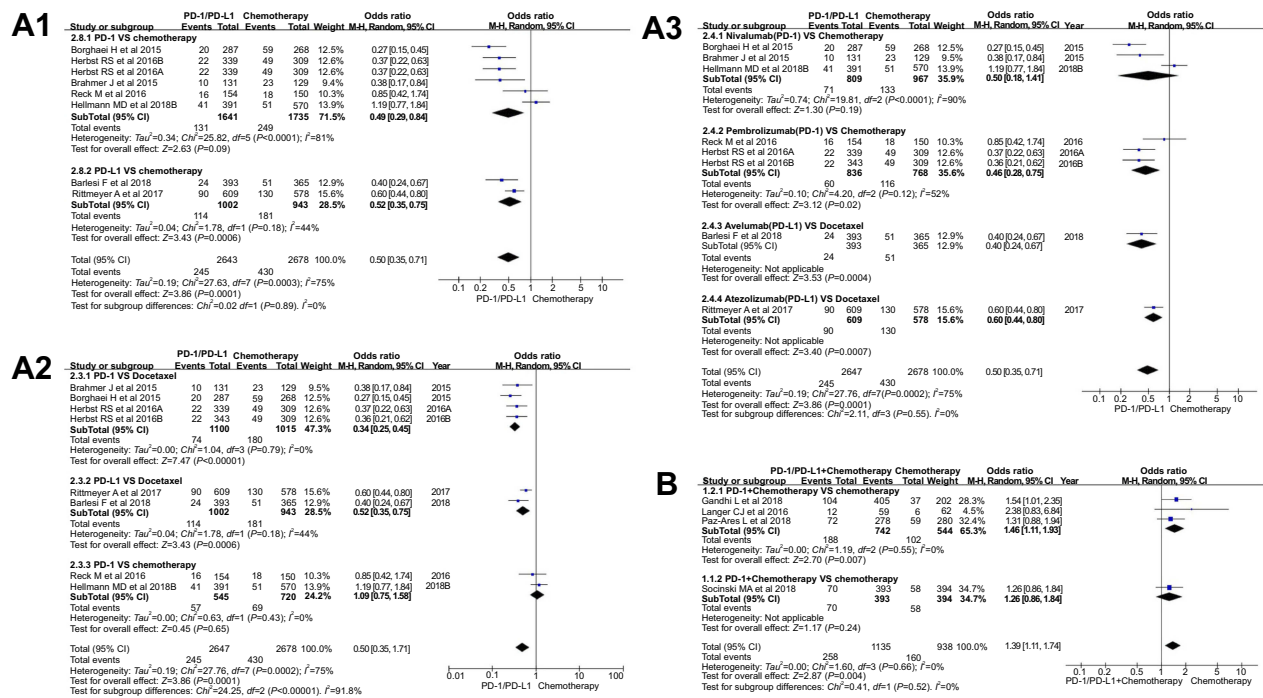 A1
PD-1/PD-L1 Chemotherapy Odds ratio Odds ratio
Study or subgroup Events Total Events Total Weight M-H, Random, 95% CI M-H, Random, 95% CI
2.8.1 PD-1 VS chemotherapy
Borghaei H et 2015 20 287 59 268 12.5% 0.27 [0.15, 0.45]
Herbst RS et 2016B 22 339 49 309 12.6% 0.37 [0.22, 0.63]
Herbst RS et 2016A 22 339 49 309 12.6% 0.37 [0.22, 0.63]
Brahmer J et 2015 10 131 23 129 9.4% 0.38 [0.17, 0.84]
Reck M et 2016 16 154 18 150 10.3% 0.85 [0.42, 1.74]
Hellmann MD et 2018B 41 391 51 570 13.9% 1.19 [0.77, 1.84]
SUBTotal (95% CI) 1641 1735 71.5% 0.49 [0.29, 0.84]
Total events 131 249
Heterogeneity: Tau²=0.34; Chi²=25.82, df=5 (P<0.0001); I²=81%
Test for overall effect: Z=2.63 (P=0.09)
2.8.2 PD-L1 VS chemotherapy
Barlesi F et al 2018 24 393 51 365 12.9% 0.40 [0.24, 0.67]
Rittmeyer A et al 2017 90 609 130 578 15.6% 0.60 [0.44, 0.80]
Subtotal (95% CI) 1002 943 28.5% 0.52 [0.35, 0.75]
Total events 114 181
Heterogeneity: Tau²=0.04; Chi²=1.78, df=1 (P=0.18); I²=44%
Test for overall effect: Z=3.43 (P=0.0006)
Total (95% CI) 2643 2678 100.0% 0.50 [0.35, 0.71]
Total events 245 430
Heterogeneity: Tau²=0.19; Chi²=27.63, df=7 (P=0.0003); I²=75%
Test for overall effect: Z=3.86 (P=0.0001)
Test for subgroup differences: Chi²=0.02 df=1 (P=0.89); I²=0%
0.1 0.2 0.5 1 2 5 10
PD-1/PD-L1 Chemotherapy
A2
PD-1/PD-L1 Chemotherapy Odds ratio Odds ratio
Study or subgroup Events Total Events Total Weight M-H, Random, 95% CI M-H, Random, 95% CI
2.3.1 PD-1 VS Docetaxel
Brahmer J et al 2015 10 131 23 129 9.5% 0.38 [0.17, 0.84] 2015
Borghaei H et al 2015 20 287 59 268 12.5% 0.27 [0.15, 0.45] 2015
Herbst RS et al 2016A 22 339 49 309 12.6% 0.37 [0.22, 0.63] 2016A
Herbst RS et al 2016B 22 343 49 309 12.6% 0.36 [0.21, 0.62] 2016B
SUBTotal (95% CI) 1100 1015 47.3% 0.34 [0.25, 0.45]
Total events 74 180
Heterogeneity: Tau²=0.00; Chi²=1.04, df=3 (P=0.79); I²=0%
Test for overall effect: Z=7.47 (P<0.00001)
2.3.2 PD-L1 VS Docetaxel
Rittmeyer A et al 2017 90 609 130 578 15.6% 0.60 [0.44, 0.80] 2017
Barlesi F et al 2018 24 393 51 365 12.9% 0.40 [0.24, 0.67] 2018
SUBTotal (95% CI) 1002 943 28.5% 0.52 [0.35, 0.75]
Total events 114 181
Heterogeneity: Tau²=0.04; Chi²=1.78, df=1 (P=0.18); I²=44%
Test for overall effect: Z=3.43 (P=0.0006)
2.3.3 PD-1 VS chemotherapy
Reck M et al 2016 16 154 18 150 10.3% 0.85 [0.42, 1.74] 2016
Hellmann MD et al 2018B 41 391 51 570 13.9% 1.19 [0.77, 1.84] 2018B
SUBTotal (95% CI) 545 720 24.2% 1.09 [0.75, 1.58]
Total events 57 69
Heterogeneity: Tau²=0.00; Chi²=0.63, df=1 (P=0.43); I²=0%
Test for overall effect: Z=0.45 (P=0.65)
Total (95% CI) 2647 2678 100.0% 0.50 [0.35, 1.71]
Total events 245 430
Heterogeneity: Tau²=0.19; Chi²=27.76, df=7 (P=0.0002); I²=75%
Test for overall effect: Z=3.86 (P=0.0001)
Test for subgroup differences: Chi²=24.25, df=2 (P<0.00001); I²=91.8%
0.01 0.1 1 10 100
PD-1/PD-L1 Chemotherapy
A3
PD-1/PD-L1 Chemotherapy Odds ratio Odds ratio
Study or subgroup Events Total Events Total Weight M-H, Random, 95% CI Year M-H, Random, 95% CI
2.4.1 Nivalumab(PD-1) VS Chemotherapy
Borghaei H et al 2015 20 287 59 268 12.5% 0.27 [0.15, 0.45] 2015
Brahmer J et al 2015 10 131 23 129 9.5% 0.38 [0.17, 0.84] 2015
Hellmann MD et al 2018B 41 391 51 570 13.9% 1.19 [0.77, 1.84] 2018B
SUBTotal (95% CI) 809 967 35.9% 0.50 [0.18, 1.41]
Total events 71 133
Heterogeneity: Tau²=0.74; Chi²=19.81, df=2 (P<0.0001); I²=90%
Test for overall effect: Z=1.30 (P=0.19)
2.4.2 Pembrolizumab(PD-1) VS Chemotherapy
Reck M et al 2016 16 154 18 150 10.3% 0.85 [0.42, 1.74] 2016
Herbst RS et al 2016A 22 339 49 309 12.6% 0.37 [0.22, 0.63] 2016A
Herbst RS et al 2016B 22 343 49 309 12.6% 0.36 [0.21, 0.62] 2016B
SubTotal (95% CI) 836 768 35.6% 0.46 [0.28, 0.75]
Total events 60 116
Heterogeneity: Tau²=0.10; Chi²=4.20, df=2 (P=0.12); I²=52%
Test for overall effect: Z=3.12 (P=0.02)
2.4.3 Avelumab(PD-L1) VS Docetaxel
Barlesi F et al 2018 24 393 51 365 12.9% 0.40 [0.24, 0.67] 2018
SUBTotal (95% CI) 393 365 12.9% 0.40 [0.24, 0.67]
Total events 24 51
Heterogeneity: Not applicable
Test for overall effect: Z=3.53 (P=0.0004)
2.4.4 Atezolizumab(PD-L1) VS Docetaxel
Rittmeyer A et al 2017 90 609 130 578 15.6% 0.60 [0.44, 0.80] 2017
SUBTotal (95% CI) 609 578 15.6% 0.60 [0.44, 0.80]
Total events 90 130
Heterogeneity: Not applicable
Test for overall effect: Z=3.40 (P=0.0007)
Total (95% CI) 2647 2678 100.0% 0.50 [0.35, 0.71]
Total events 245 430
Heterogeneity: Tau²=0.19; Chi²=27.76, df=7(P=0.0002); I²=75%
Test for overall effect: Z=3.86 (P=0.0001)
Test for subgroup differences: Chi²=2.11, df=3 (P=0.55); I²=0%
0.1 0.2 0.5 1 2 5 10
PD-1/PD-L1 Chemotherapy
B
PD-1/PD-L1+Chemotherapy Chemotherapy Odds ratio Odds ratio
Study or subgroup Events Total Events Total Weight M-H, Random, 95% CI Year M-H, Random, 95% CI
1.2.1 PD-1+Chemotherapy VS chemotherapy
Gandhi L et al 2018 104 405 37 202 28.3% 1.54 [1.01, 2.35]
Langer CJ et al 2016 12 59 6 62 4.5% 2.38 [0.83, 6.84]
Paz-Ares L et al 2018 72 278 59 280 32.4% 1.31 [0.88, 1.94]
SUBTotal (95% CI) 742 544 65.3% 1.46 [1.11, 1.93]
Total events 188 102
Heterogeneity: Tau²=0.00; Chi²=1.19, df=2 (P=0.55); I²=0%
Test for overall effect: Z=2.70 (P=0.007)
1.1.2 PD-1+Chemotherapy VS chemotherapy
Socinski MA et al 2018 70 393 58 394 34.7% 1.26 [0.86, 1.84]
SUBTotal (95% CI) 393 394 34.7% 1.26 [0.86, 1.84]
Total events 70 58
Heterogeneity: Not applicable
Test for overall effect: Z=1.17 (P=0.24)
Total (95% CI) 1135 938 100.0% 1.39 [1.11, 1.74]
Total events 258 160
Heterogeneity: Tau²=0.00; Chi²=1.60, df=3 (P=0.66); I²=0%
Test for overall effect: Z=2.87 (P=0.004)
Test for subgroup differences: Chi²=0.41, df=1 (P=0.52); I²=0%
0.1 0.2 0.5 1 2 5 10
PD-1/PD-L1+Chemotherapy Chemotherapy